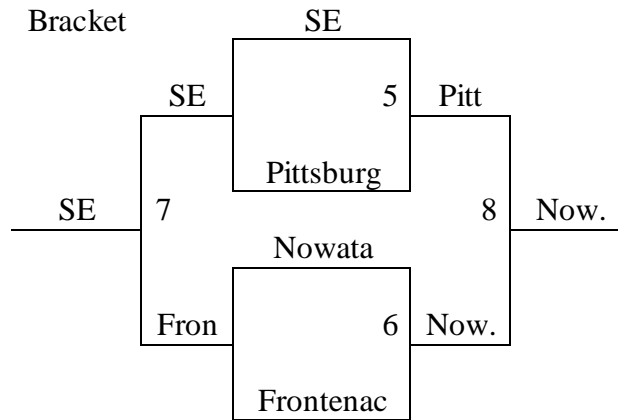 Bracket SE
SE 5 Pitt
Pittsburg
SE 7 8 Now.
Nowata
Fron 6 Now.
Frontenac